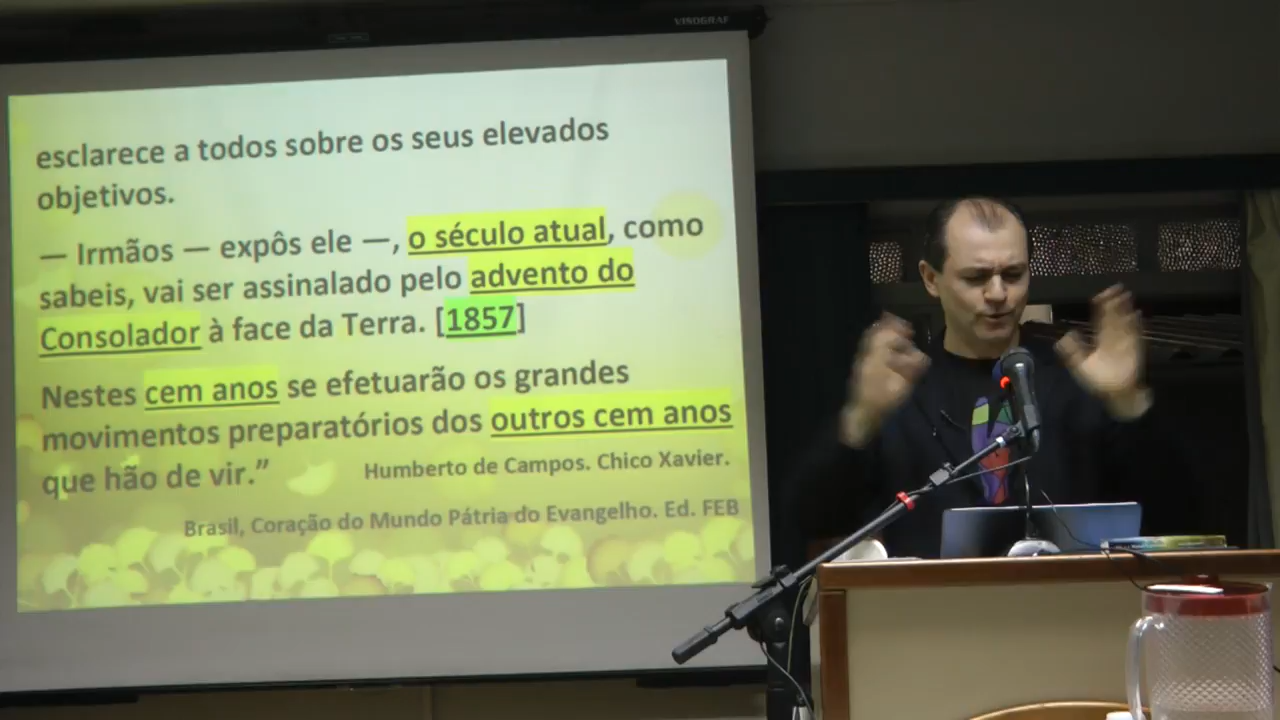 VISOGRAF
esclarece a todos sobre os seus elevados
objetivos.
— Irmãos — expôs ele —, o século atual, como
sabeis, vai ser assinalado pelo advento do
Consolador à face da Terra. [1857]
Nestes cem anos se efetuarão os grandes
movimentos preparatórios dos outros cem anos
que hão de vir.” Humberto de Campos. Chico Xavier.
Brasil, Coração do Mundo Pátria do Evangelho. Ed. FEB